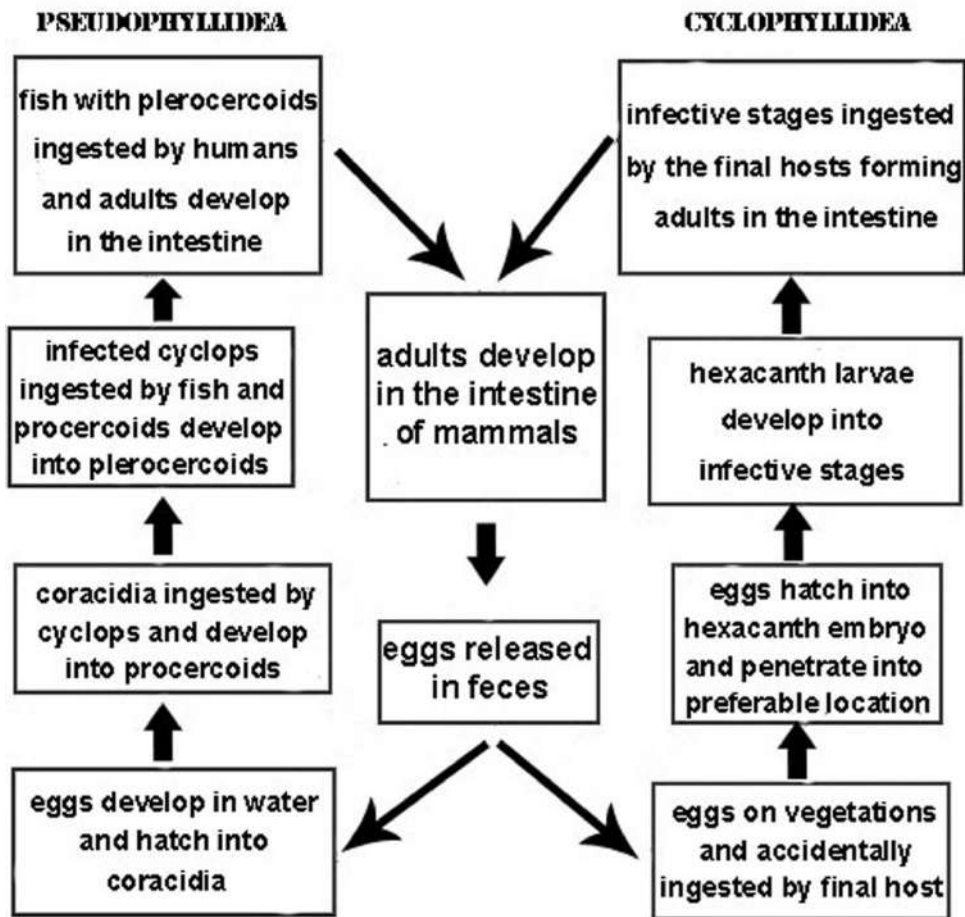 PSEUDOPHYLLIDEA
fish with plerocercoids
ingested by humans
and adults develop
in the intestine
infected cyclops
ingested by fish and
procercoids develop
into plerocercoids
coracidia ingested by
cyclops and develop
into procercoids
eggs develop in water
and hatch into
coracidia
adults develop
in the intestine
of mammals
eggs released
in feces
CYCLOPHYLLIDEA
infective stages ingested
by the final hosts forming
adults in the intestine
hexacanth larvae
develop into
infective stages
eggs hatch into
hexacanth embryo
and penetrate into
preferable location
eggs on vegetations
and accidentally
ingested by final host